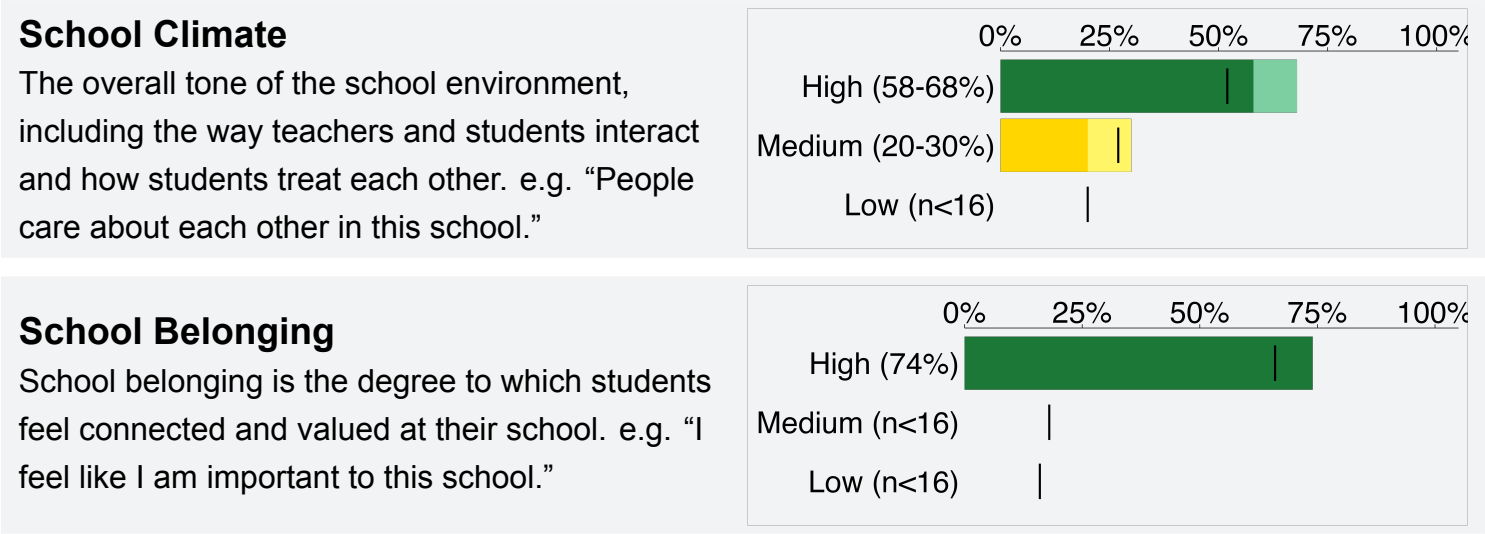 School Climate
The overall tone of the school environment,
including the way teachers and students interact
and how students treat each other. e.g. “People
care about each other in this school.”
0% 25% 50% 75% 100%
High (58-68%)
Medium (20-30%)
Low (n<16)
School Belonging
School belonging is the degree to which students
feel connected and valued at their school. e.g. “I
feel like I am important to this school.”
0% 25% 50% 75% 100%
High (74%)
Medium (n<16)
Low (n<16)